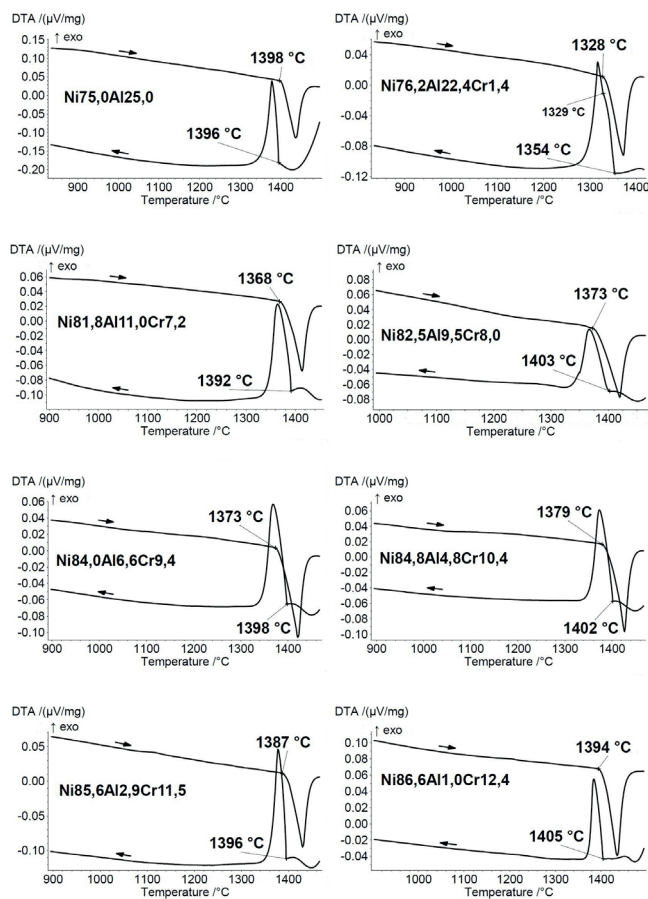 DTA /(µV/mg)
↑ exo
0.15
0.10
0.05
0.00
-0.05
-0.10
-0.15
-0.20
1398 °C
Ni75,0Al25,0
1396 °C
1000
1200
1400
Temperature /°C
DTA /(µV/mg)
↑ exo
0.04
0.00
-0.04
-0.08
-0.12
1328 °C
Ni76,2Al22,4Cr1,4
1329 °C
1354 °C
900
1000
1100
1200
1300
1400
Temperature /°C
DTA /(µV/mg)
↑ exo
0.06
0.04
0.02
0.00
-0.02
-0.04
-0.06
-0.08
-0.10
1368 °C
Ni81,8Al11,0Cr7,2
1392 °C
900
1000
1100
1200
1300
1400
Temperature /°C
DTA /(µV/mg)
↑ exo
0.08
0.06
0.04
0.02
0.00
-0.02
-0.04
-0.06
-0.08
1373 °C
Ni82,5Al9,5Cr8,0
1403 °C
1000
1100
1200
1300
1400
Temperature /°C
DTA /(µV/mg)
↑ exo
0.06
0.04
0.02
0.00
-0.02
-0.04
-0.06
-0.08
-0.10
1373 °C
Ni84,0Al6,6Cr9,4
1398 °C
900
1000
1100
1200
1300
1400
Temperature /°C
DTA /(µV/mg)
↑ exo
0.06
0.04
0.02
0.00
-0.02
-0.04
-0.06
-0.08
-0.10
1379 °C
Ni84,8Al4,8Cr10,4
1402 °C
900
1000
1100
1200
1300
1400
Temperature /°C
DTA /(µV/mg)
↑ exo
0.05
0.00
-0.05
-0.10
1387 °C
Ni85,6Al2,9Cr11,5
1396 °C
900
1000
1100
1200
1300
1400
Temperature /°C
DTA /(µV/mg)
↑ exo
0.10
0.08
0.06
0.04
0.02
0.00
-0.02
-0.04
1394 °C
Ni86,6Al1,0Cr12,4
1405 °C
1000
1100
1200
1300
1400
Temperature /°C